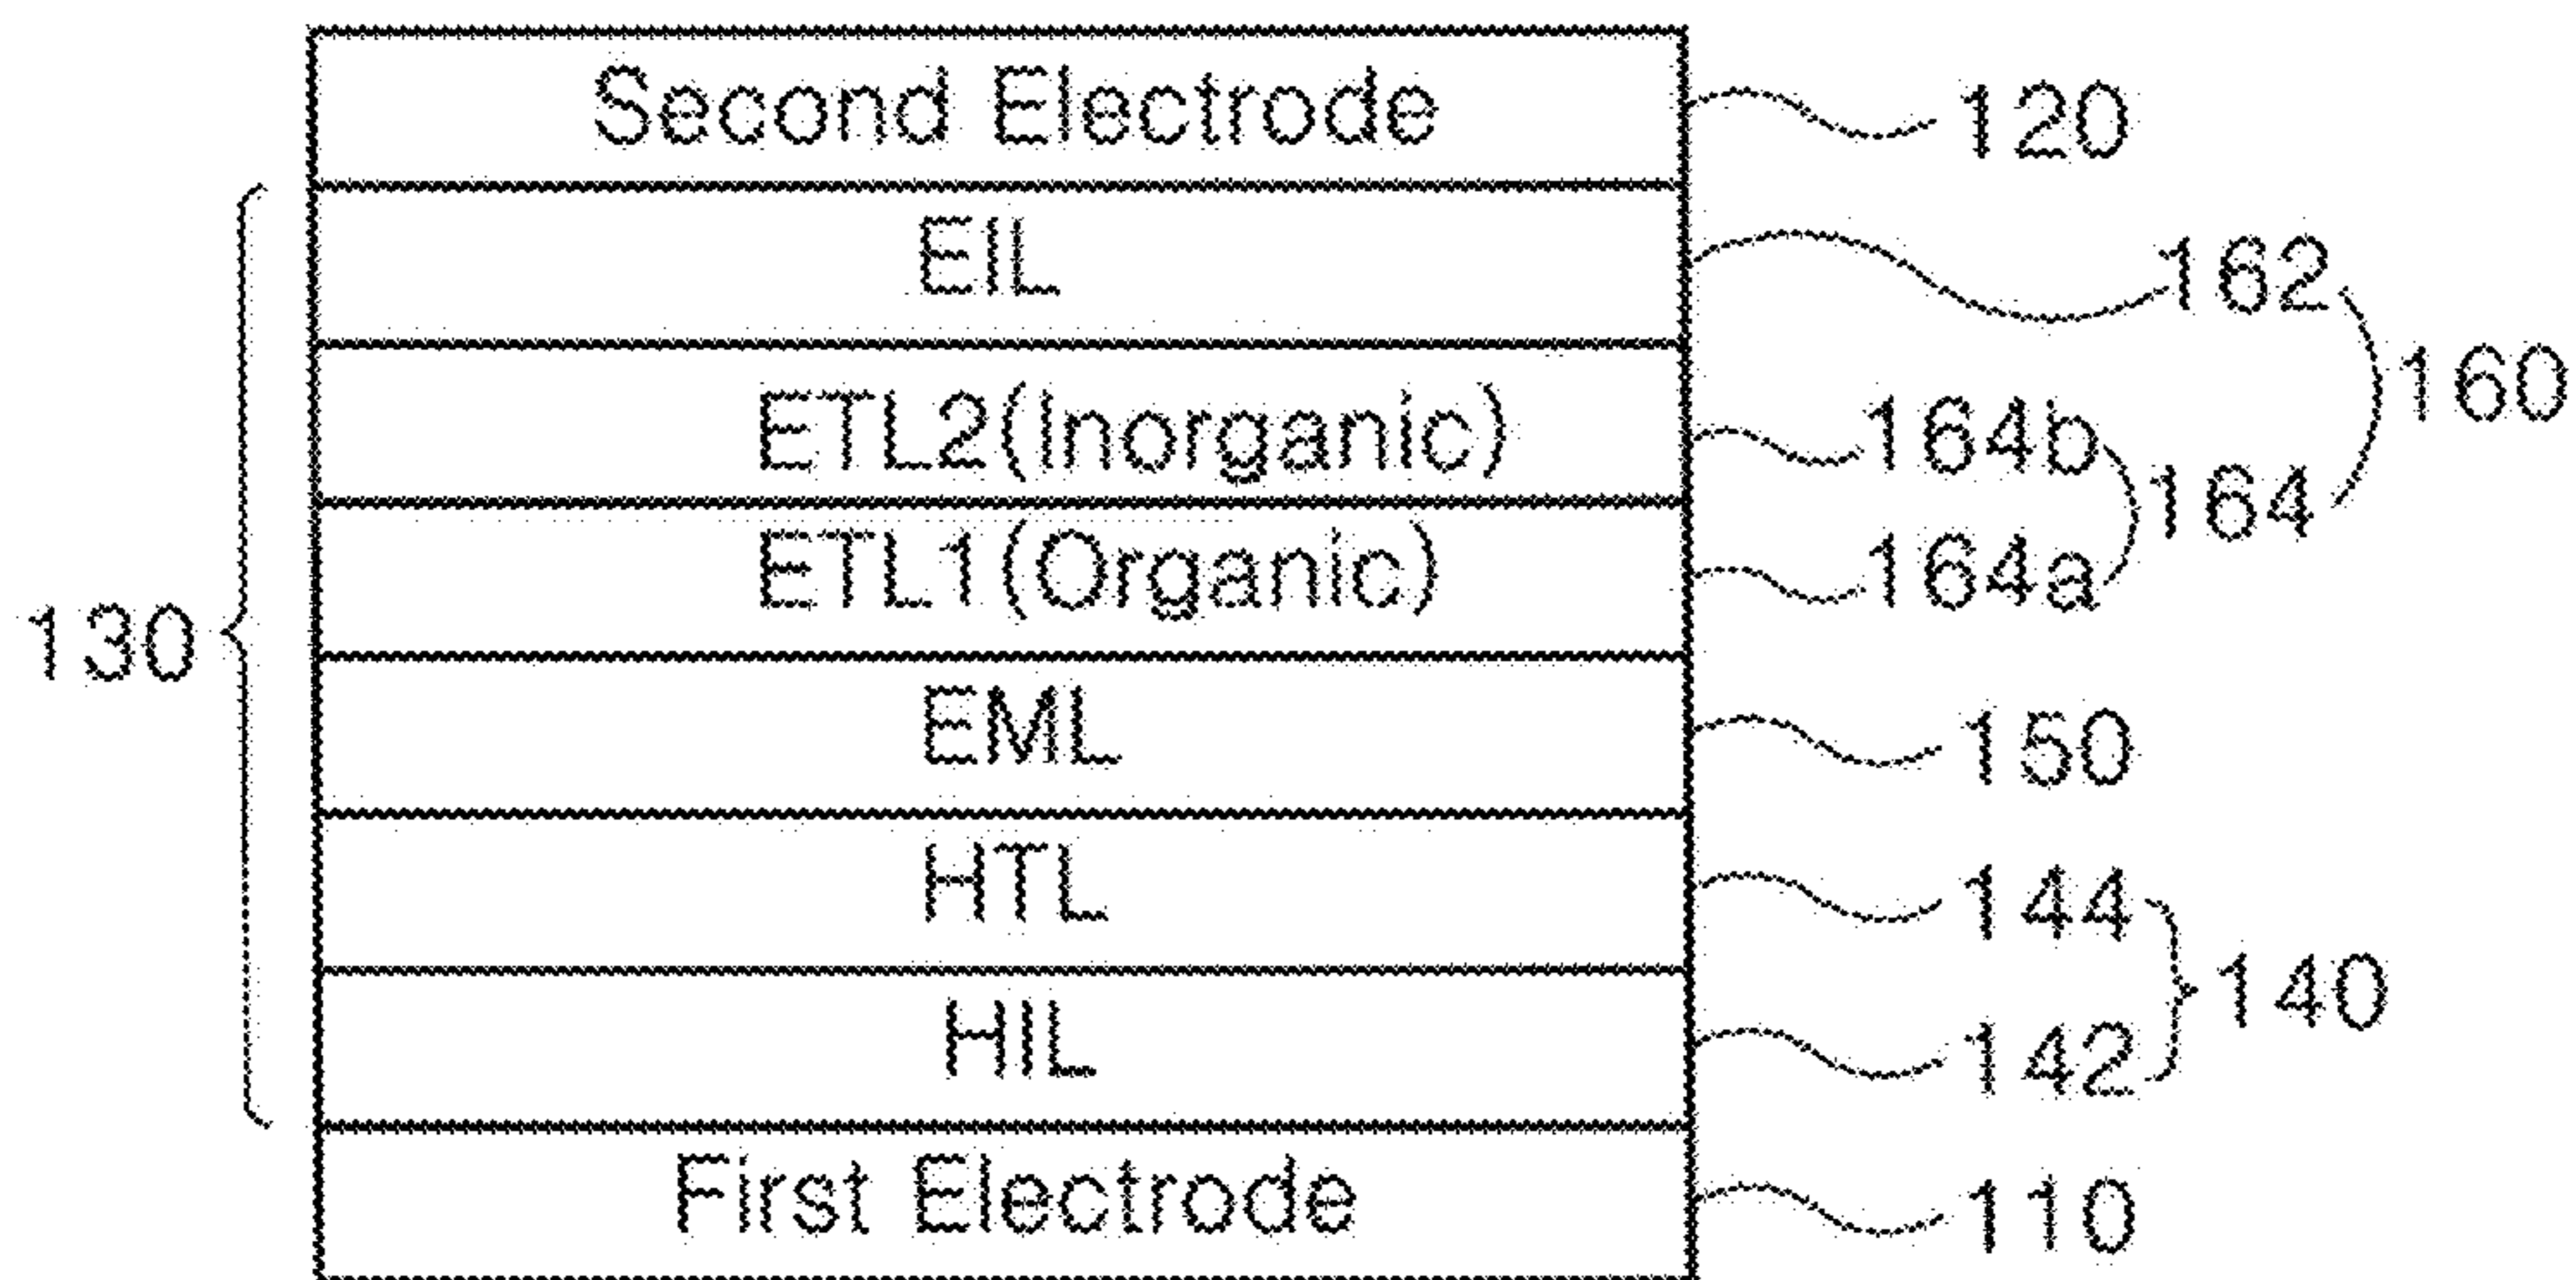 Second Electrode 120
EIL 162
160
ETL2(Inorganic) 164b
164
ETL1(Organic) 164a
130
EML 150
HTL 144
140
HIL 142
First Electrode 110